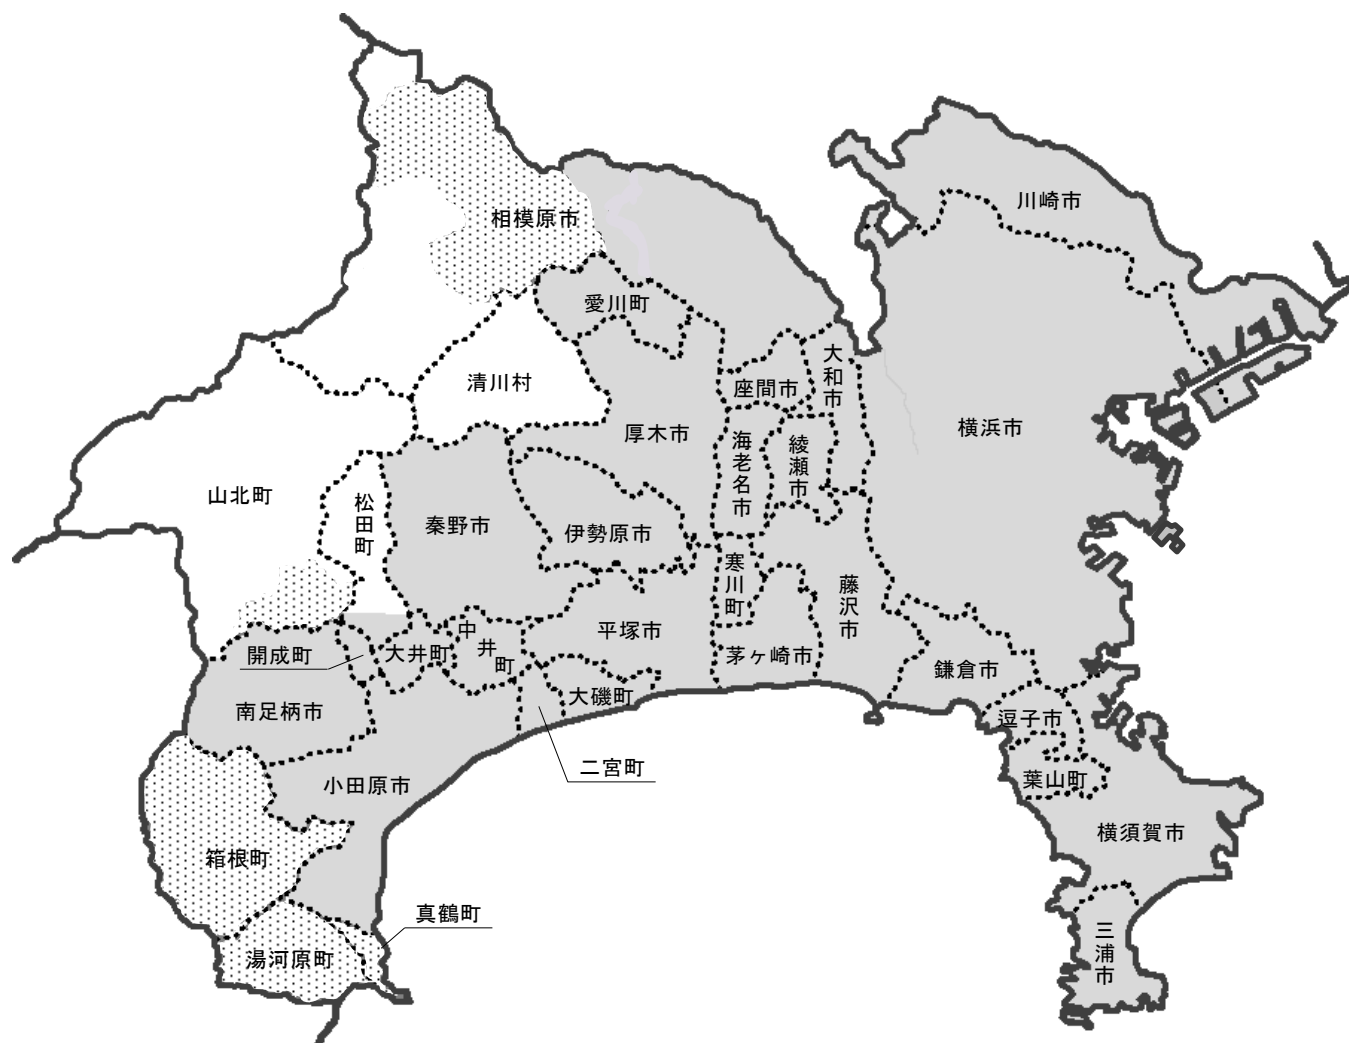 川崎市
相模原市
愛川町
大和市
清川村
座間市
厚木市
海老名市
綾瀬市
横浜市
山北町
松田町
秦野市
伊勢原市
寒川町
藤沢市
平塚市
中井町
開成町
大井町
茅ヶ崎市
鎌倉市
南足柄市
大磯町
逗子市
二宮町
小田原市
葉山町
横須賀市
箱根町
真鶴町
湯河原町
三浦市